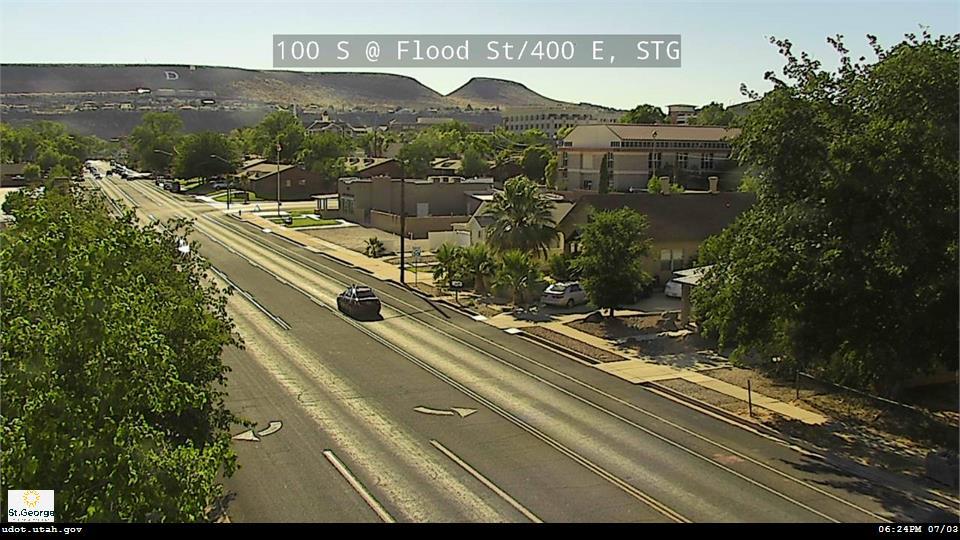 100 S @ Flood St/400 E, STG
D
St.George
udot.utah.gov
06:24PM 07/03